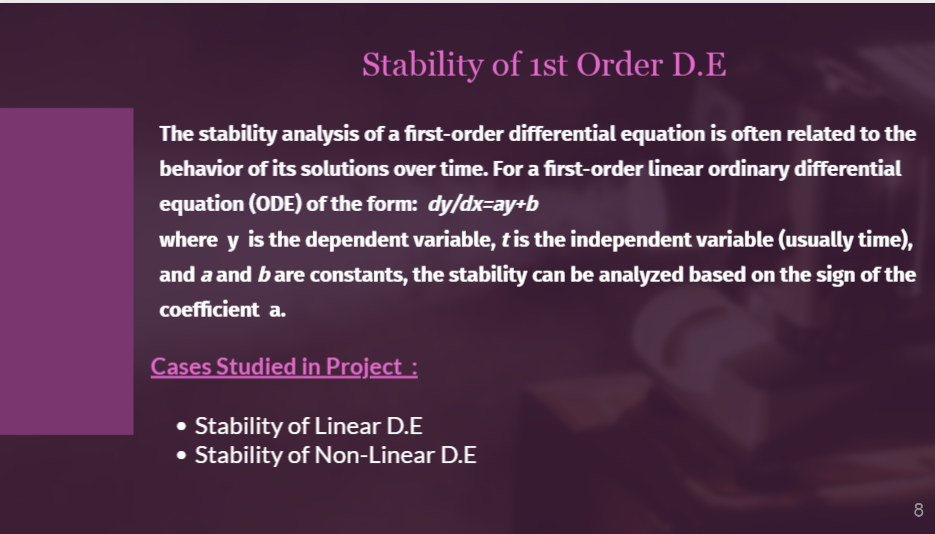 Stability of 1st Order D.E
The stability analysis of a first-order differential equation is often related to the
behavior of its solutions over time. For a first-order linear ordinary differential
equation (ODE) of the form: dy/dx=ay+b
where y is the dependent variable, t is the independent variable (usually time),
and a and b are constants, the stability can be analyzed based on the sign of the
coefficient a.
Cases Studied in Project :
• Stability of Linear D.E
• Stability of Non-Linear D.E
8